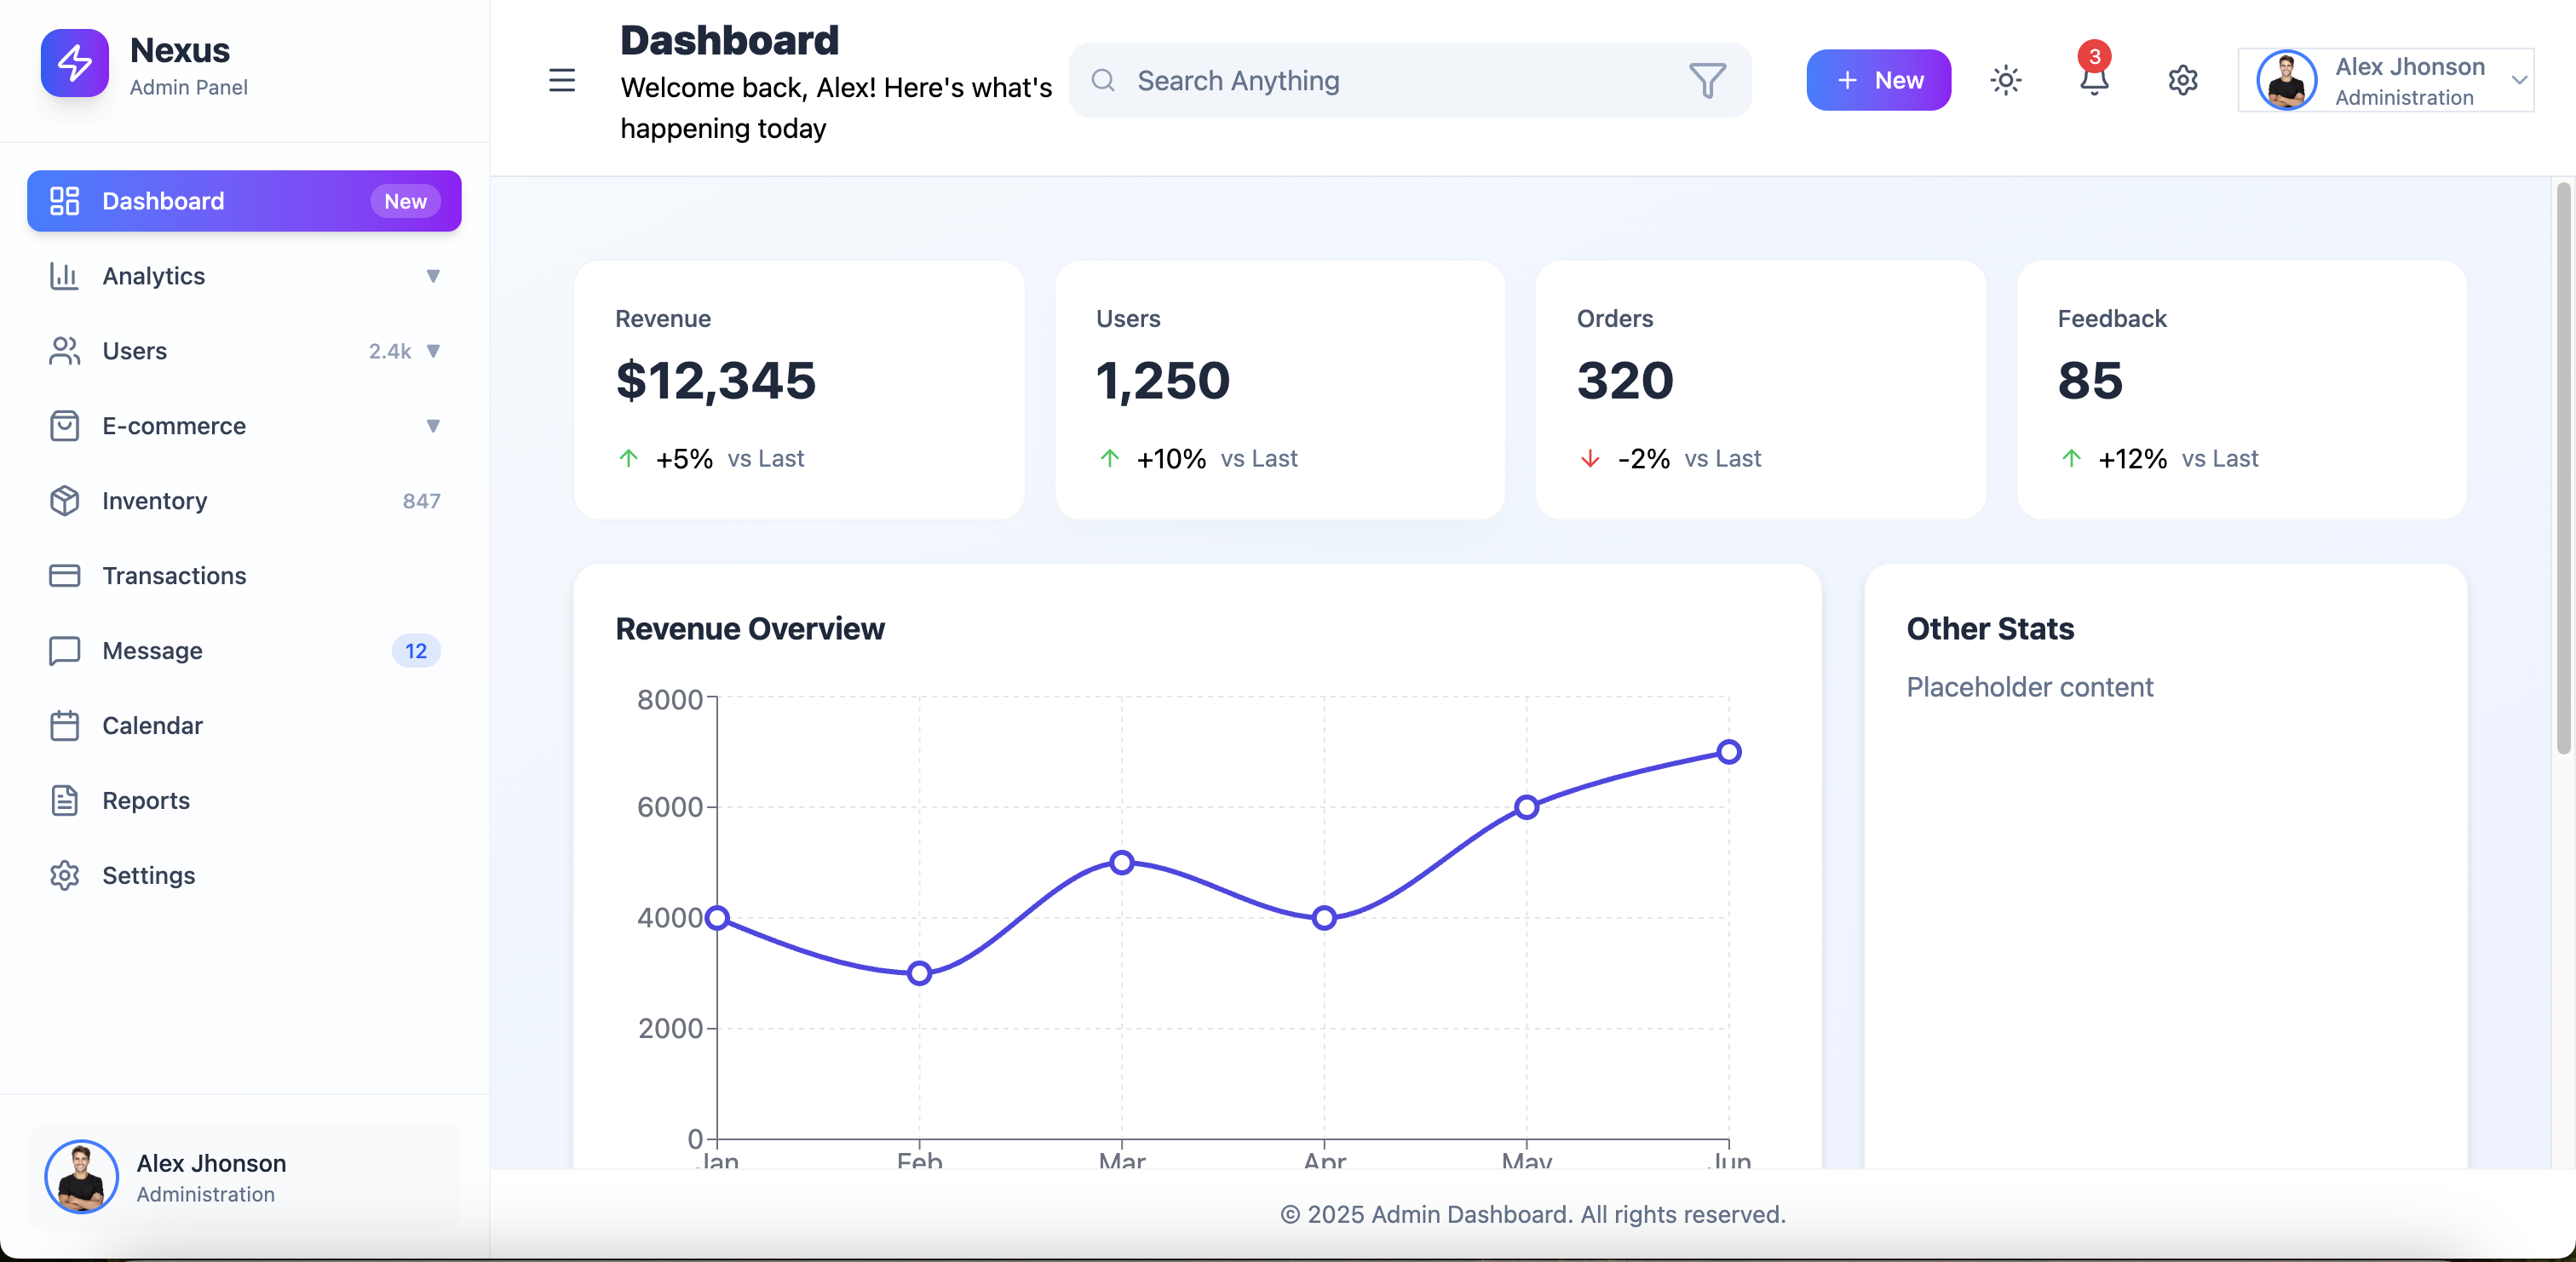 Nexus
Admin Panel
Dashboard New
Analytics
Users 2.4k
E-commerce
Inventory 847
Transactions
Message 12
Calendar
Reports
Settings
Alex Jhonson
Administration
Dashboard
Welcome back, Alex! Here's what's
happening today
Search Anything
+ New
3
Alex Jhonson
Administration
Revenue
$12,345
+5% vs Last
Users
1,250
+10% vs Last
Orders
320
-2% vs Last
Feedback
85
+12% vs Last
Revenue Overview
8000
6000
4000
2000
0
Jan Feb Mar Apr May Jun
Other Stats
Placeholder content
© 2025 Admin Dashboard. All rights reserved.